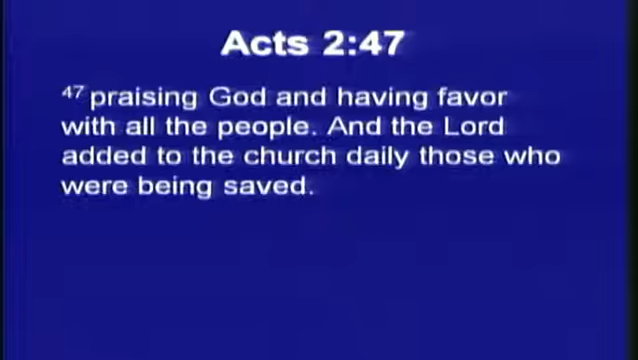 Acts 2:47
47 praising God and having favor
with all the people. And the Lord
added to the church daily those who
were being saved.